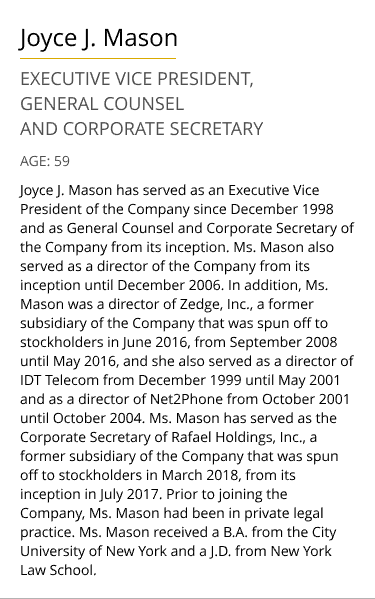 Joyce J. Mason
EXECUTIVE VICE PRESIDENT,
GENERAL COUNSEL
AND CORPORATE SECRETARY
AGE: 59
Joyce J. Mason has served as an Executive Vice
President of the Company since December 1998
and as General Counsel and Corporate Secretary of
the Company from its inception. Ms. Mason also
served as a director of the Company from its
inception until December 2006. In addition, Ms.
Mason was a director of Zedge, Inc., a former
subsidiary of the Company that was spun off to
stockholders in June 2016, from September 2008
until May 2016, and she also served as a director of
IDT Telecom from December 1999 until May 2001
and as a director of Net2Phone from October 2001
until October 2004. Ms. Mason has served as the
Corporate Secretary of Rafael Holdings, Inc., a
former subsidiary of the Company that was spun
off to stockholders in March 2018, from its
inception in July 2017. Prior to joining the
Company, Ms. Mason had been in private legal
practice. Ms. Mason received a B.A. from the City
University of New York and a J.D. from New York
Law School.